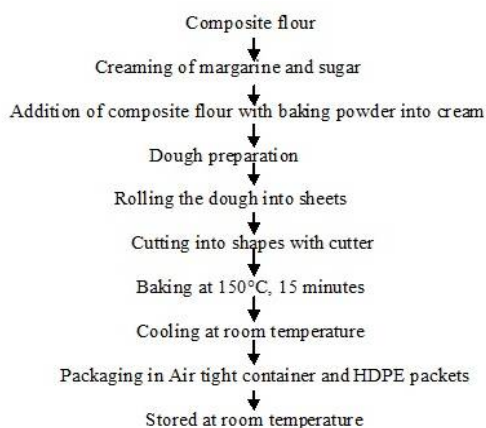 Composite flour
Creaming of margarine and sugar
Addition of composite flour with baking powder into cream
Dough preparation
Rolling the dough into sheets
Cutting into shapes with cutter
Baking at 150°C, 15 minutes
Cooling at room temperature
Packaging in Air tight container and HDPE packets
Stored at room temperature